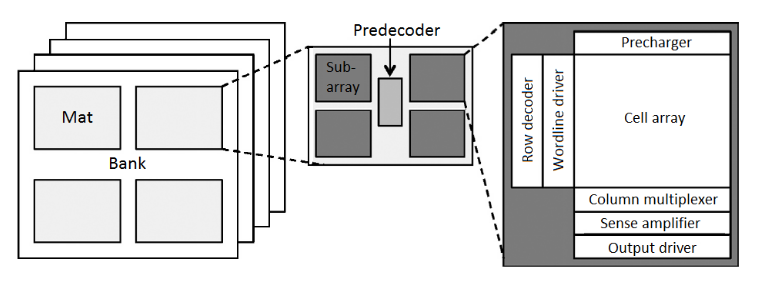 Predecoder
Mat
Bank
Sub-
array
Precharger
Row decoder
Wordline driver
Cell array
Column multiplexer
Sense amplifier
Output driver